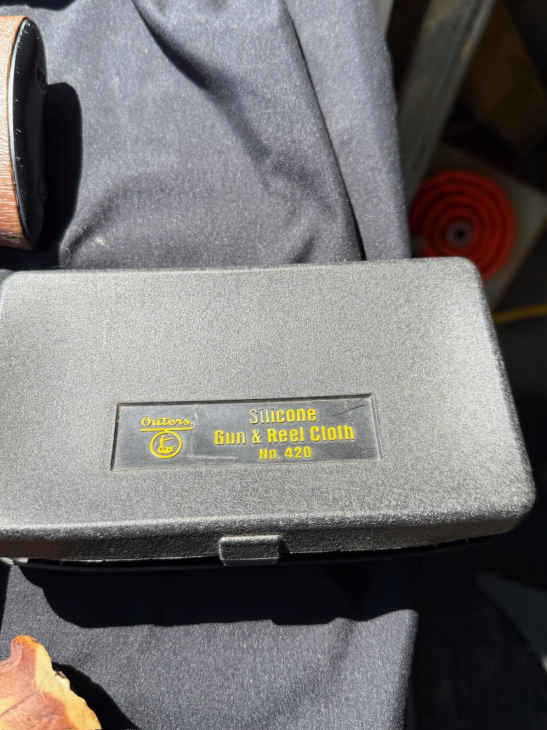 Outers
Silicone
Gun & Reel Cloth
No. 420